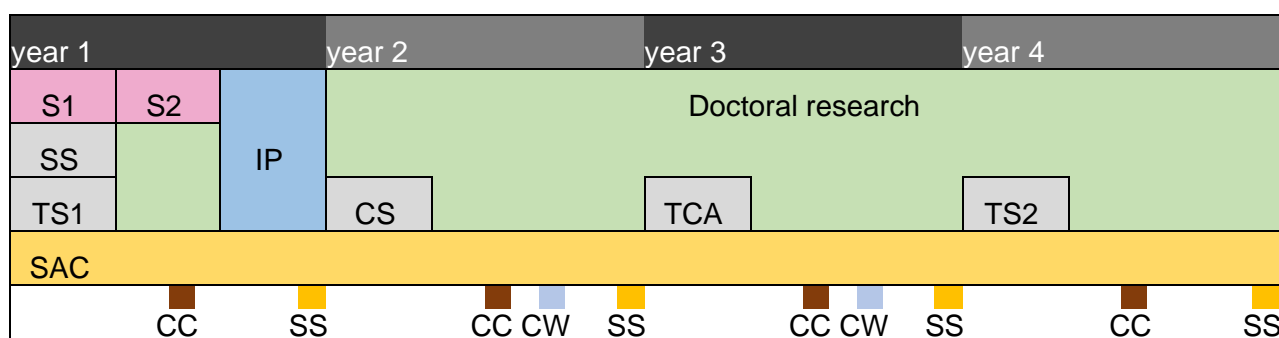 year 1 year 2 year 3 year 4
S1 S2 Doctoral research
SS IP
TS1 CS TCA TS2
SAC
CC SS CC CW SS CC CW SS CC SS